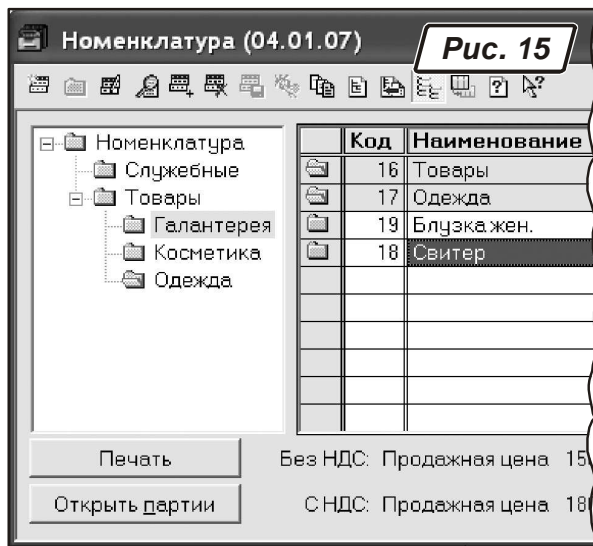 Номенклатура (04.01.07)
Рис. 15
Номенклатура
Служебные
Товары
Галантерея
Косметика
Одежда
Код Наименование
16 Товары
17 Одежда
19 Блузка жен.
18 Свитер
Печать
Без НДС: Продажная цена
Открыть партии
С НДС: Продажная цена